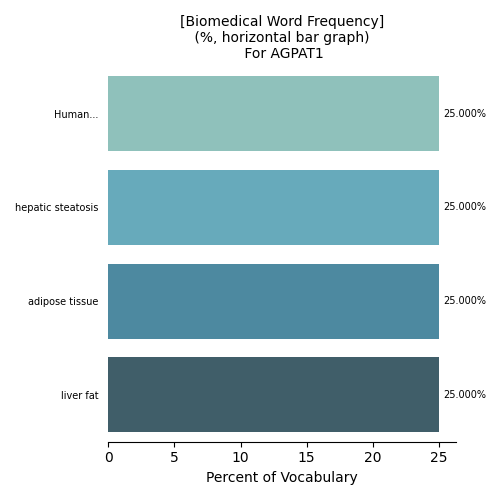 [Biomedical Word Frequency]
(%, horizontal bar graph)
For AGPAT1
Human...
25.000%
hepatic steatosis
25.000%
adipose tissue
25.000%
liver fat
25.000%
0 5 10 15 20 25
Percent of Vocabulary